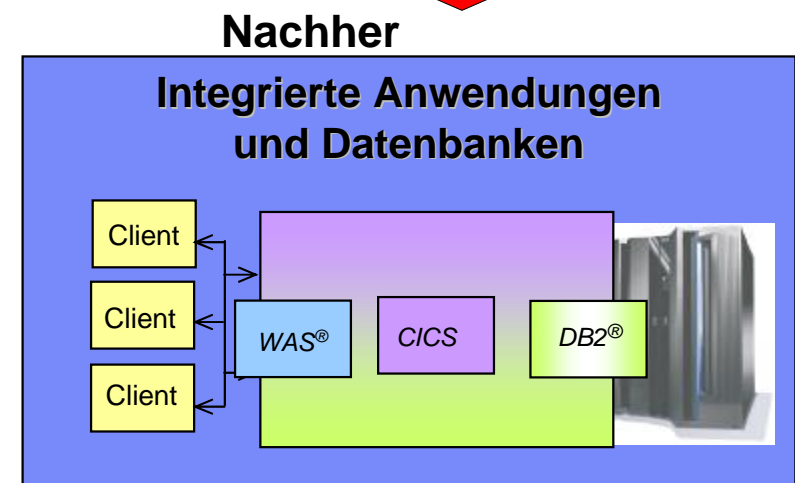 Nachher
Integrierte Anwendungen
und Datenbanken
Client
Client
Client
WAS®
CICS
DB2®